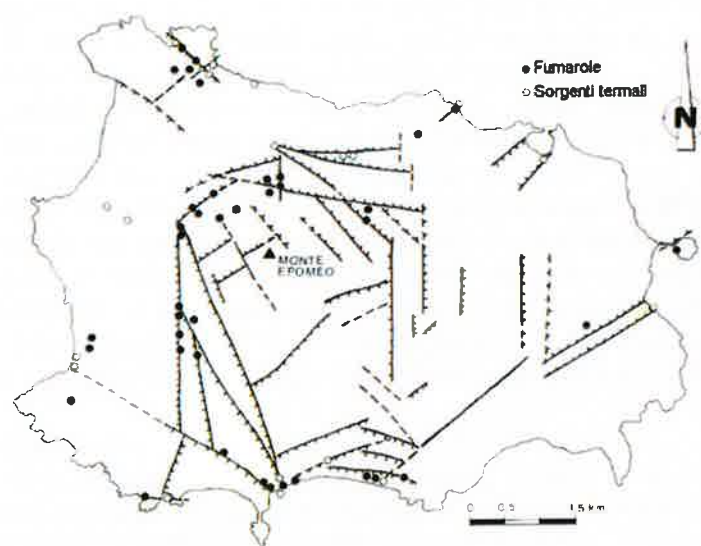 Fumarole
Sorgenti termali
N
MONTE
EPOMEO
0 0,5 1,5 km